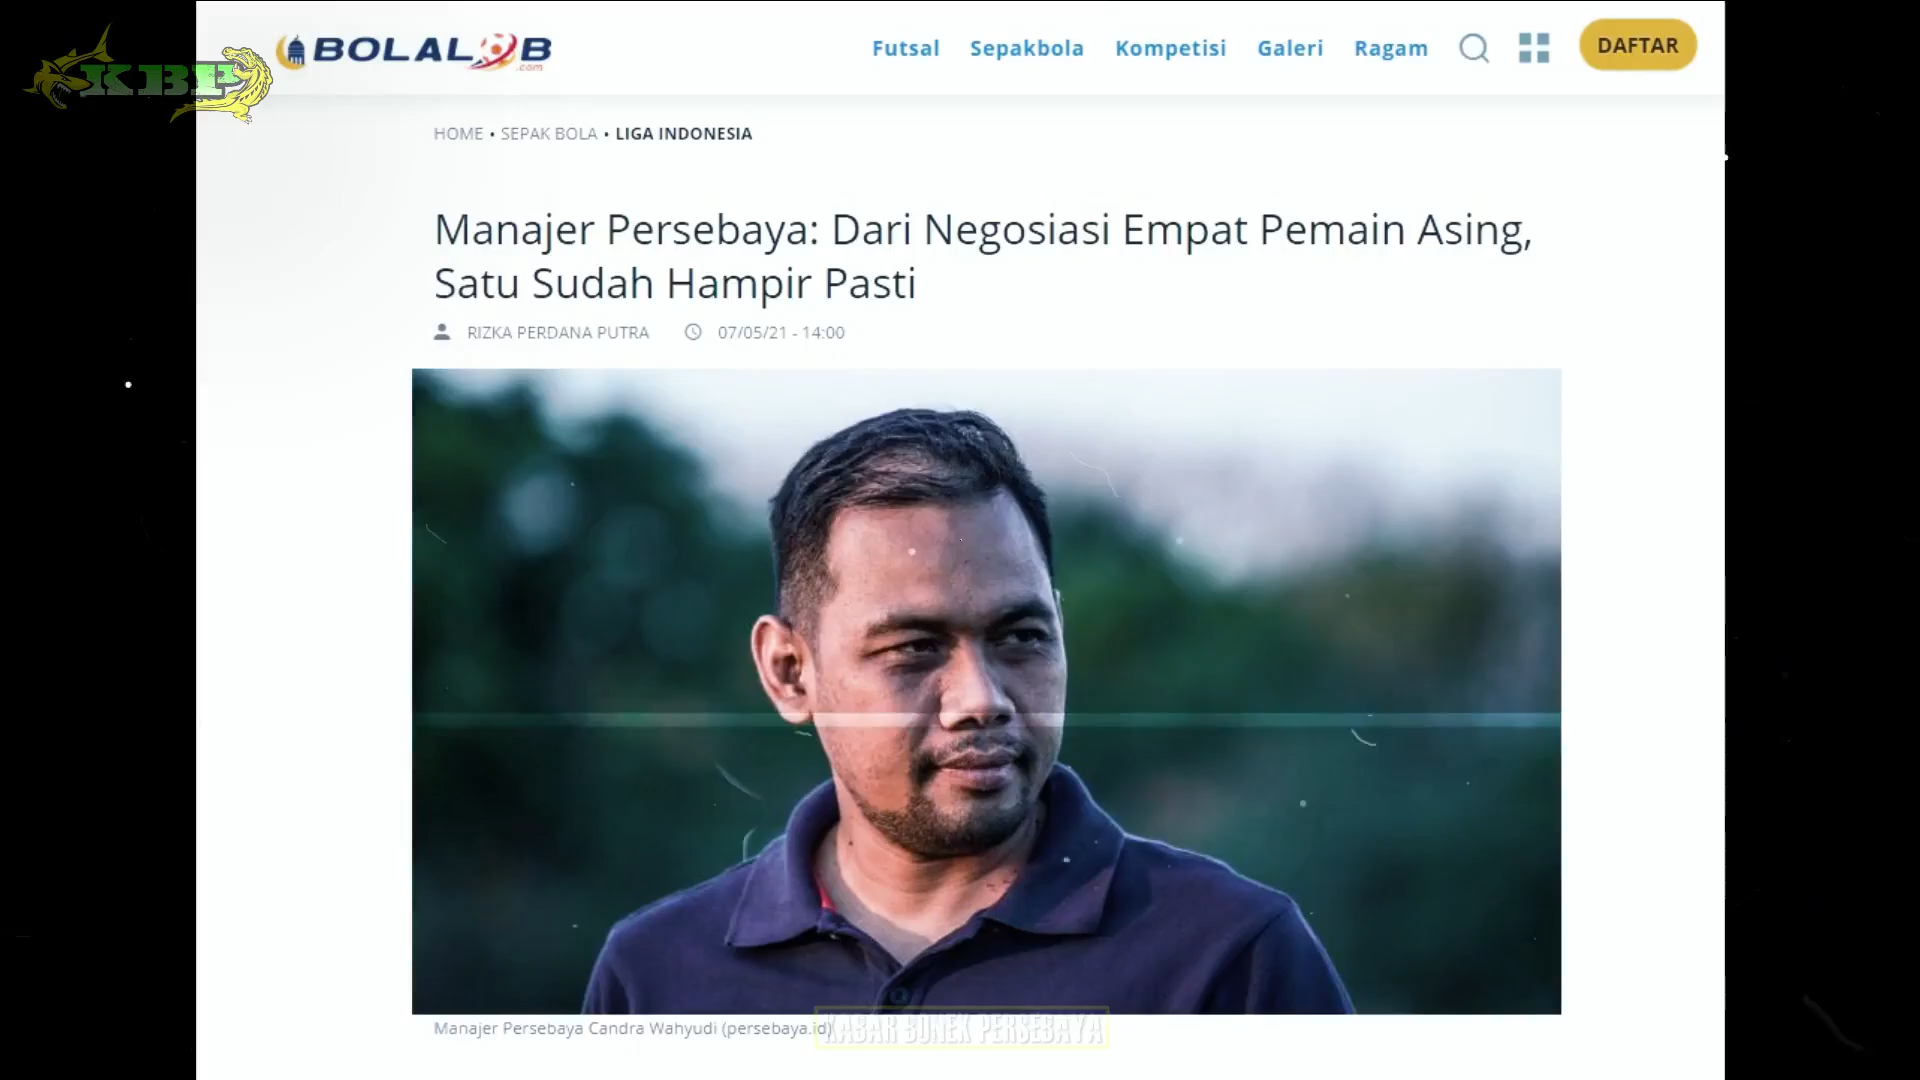 KBP
BOLALOB
.com
Futsal
Sepakbola
Kompetisi
Galeri
Ragam
DAFTAR
HOME • SEPAK BOLA • LIGA INDONESIA
Manajer Persebaya: Dari Negosiasi Empat Pemain Asing,
Satu Sudah Hampir Pasti
RIZKA PERDANA PUTRA
07/05/21 - 14:00
Manajer Persebaya Candra Wahyudi (persebaya.id)
KABAR BONEK PERSEBAYA